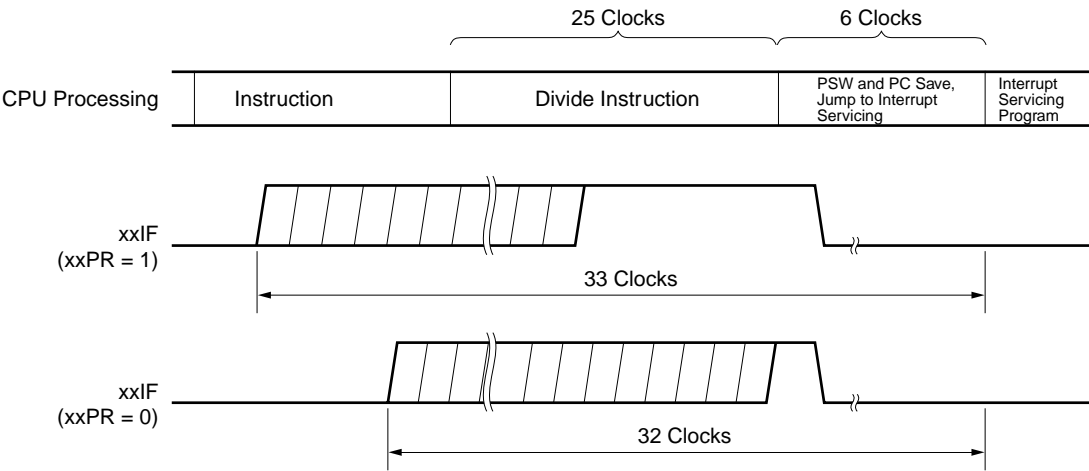 25 Clocks
6 Clocks
CPU Processing
Instruction
Divide Instruction
PSW and PC Save,
Jump to Interrupt
Servicing
Interrupt
Servicing
Program
xxIF
(xxPR = 1)
33 Clocks
xxIF
(xxPR = 0)
32 Clocks